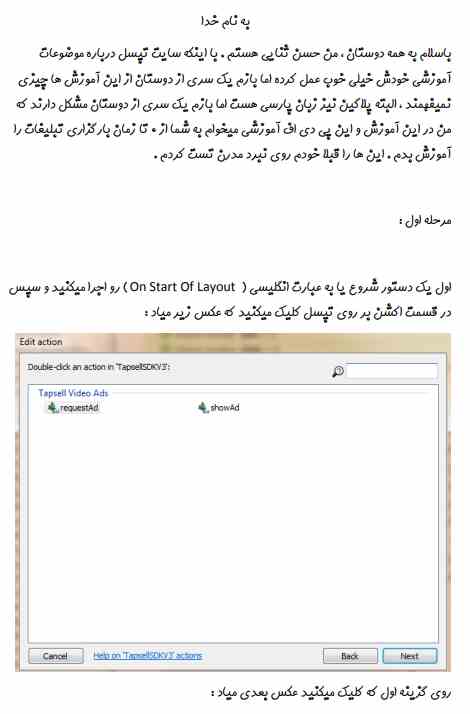 به نام خدا
باسلام به همه دوستان ، من حسن ثنایی هستم . با اینکه سایت تپسل درباره موضوعات
آموزشی خودش خیلی خوب عمل کرده اما بازم یک سری از دوستان از این آموزش ها چیزی
نمیفهمند ، البته پلاگین نیز زبان پارسی هست اما بازم یک سری از دوستان مشکل دارند که
من در این آموزش و این پی دی اف آموزشی میخوام به شما از 0 تا زمان بارگزاری تبلیغات را
آموزش بدم . این ها را قبلا خودم روی نبرد مدرن تست کردم .
مرحله اول :
اول یک دستور شروع یا به عبارت انگلیسی ( On Start Of Layout ) رو اجرا میکنید و سپس
در قسمت اکشن بر روی تپسل کلیک میکنید که عکس زیر میاد :
Edit action
Double-click an action in 'TapsellSDKV3':
Tapsell Video Ads
requestAd showAd
Cancel Help on 'TapsellSDKV3' actions Back Next
روی گزینه اول که کلیک میکنید عکس بعدی میاد :